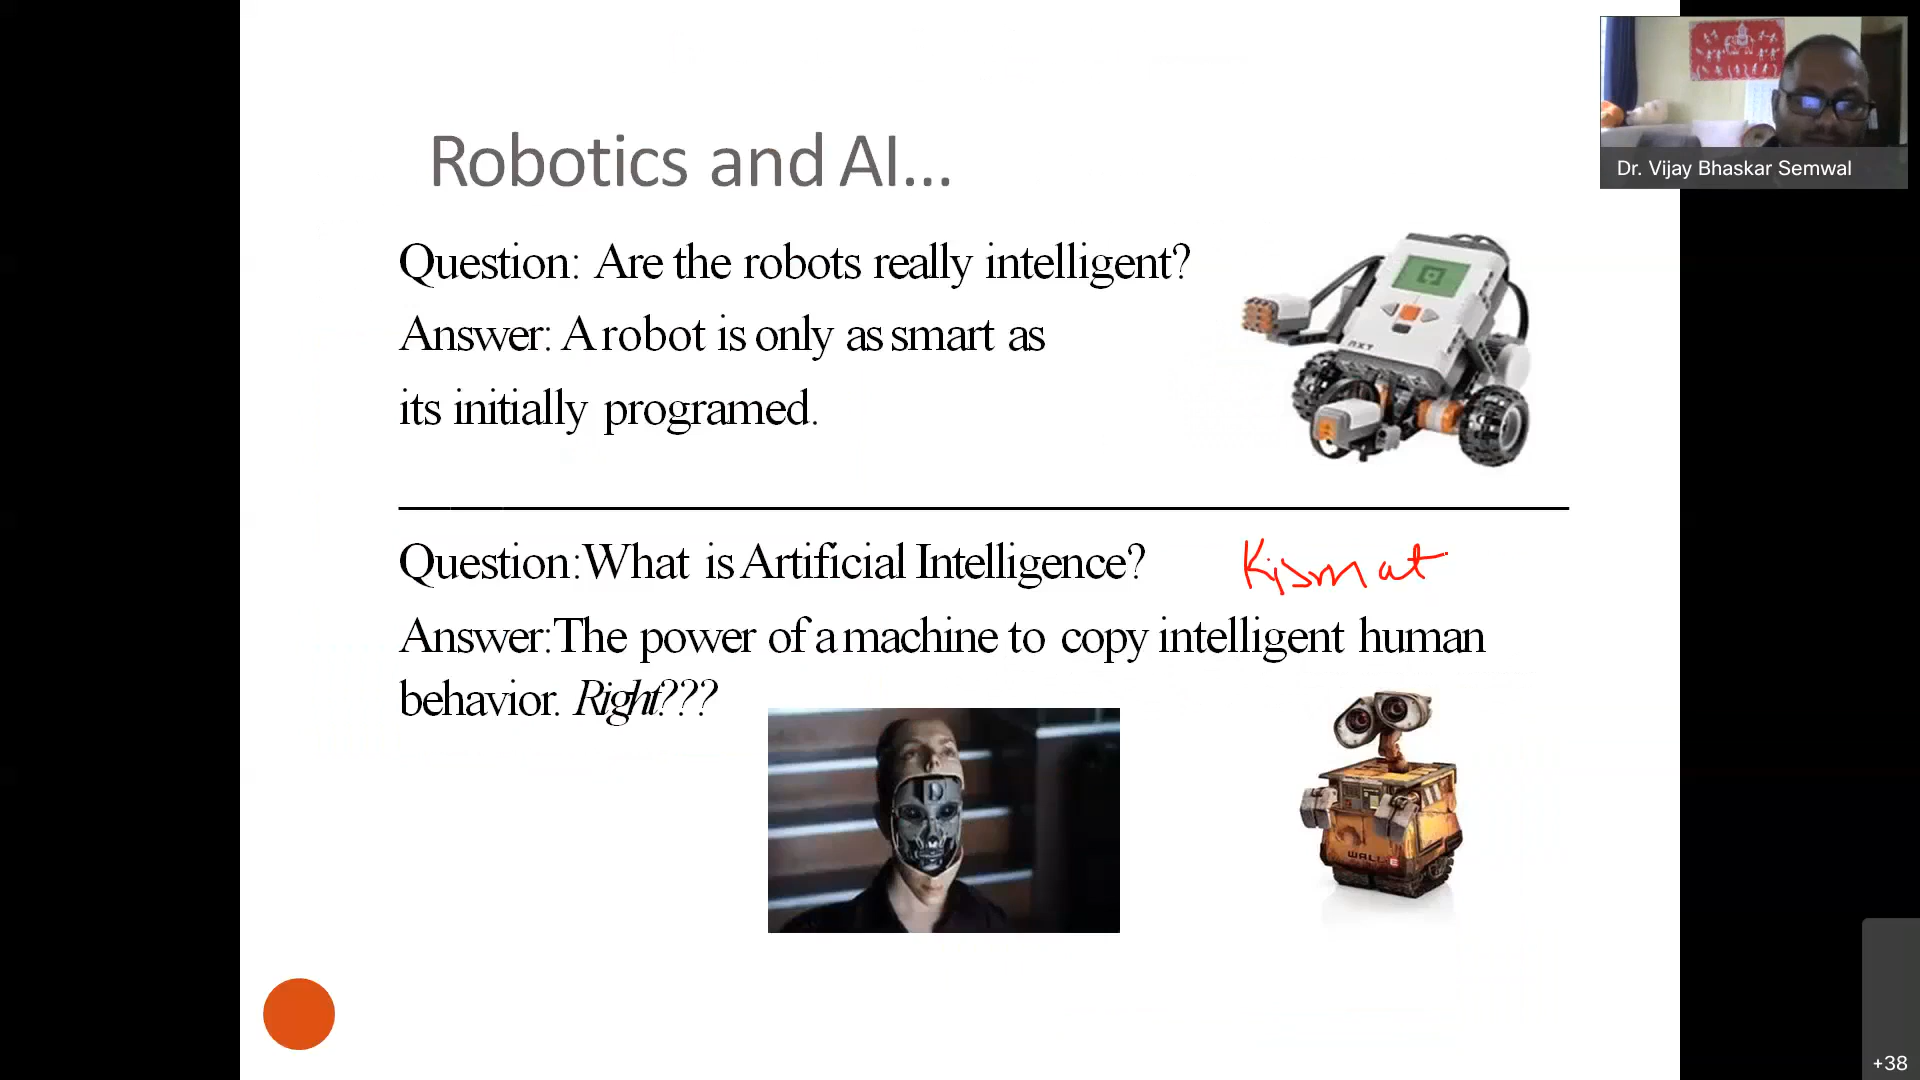 Dr. Vijay Bhaskar Semwal
Robotics and AI...
Question: Are the robots really intelligent?
Answer: A robot is only as smart as
its initially programed.
NXT
Question:What is Artificial Intelligence?
Kismat
Answer:The power of a machine to copy intelligent human
behavior. Right???
WALL•E
+38